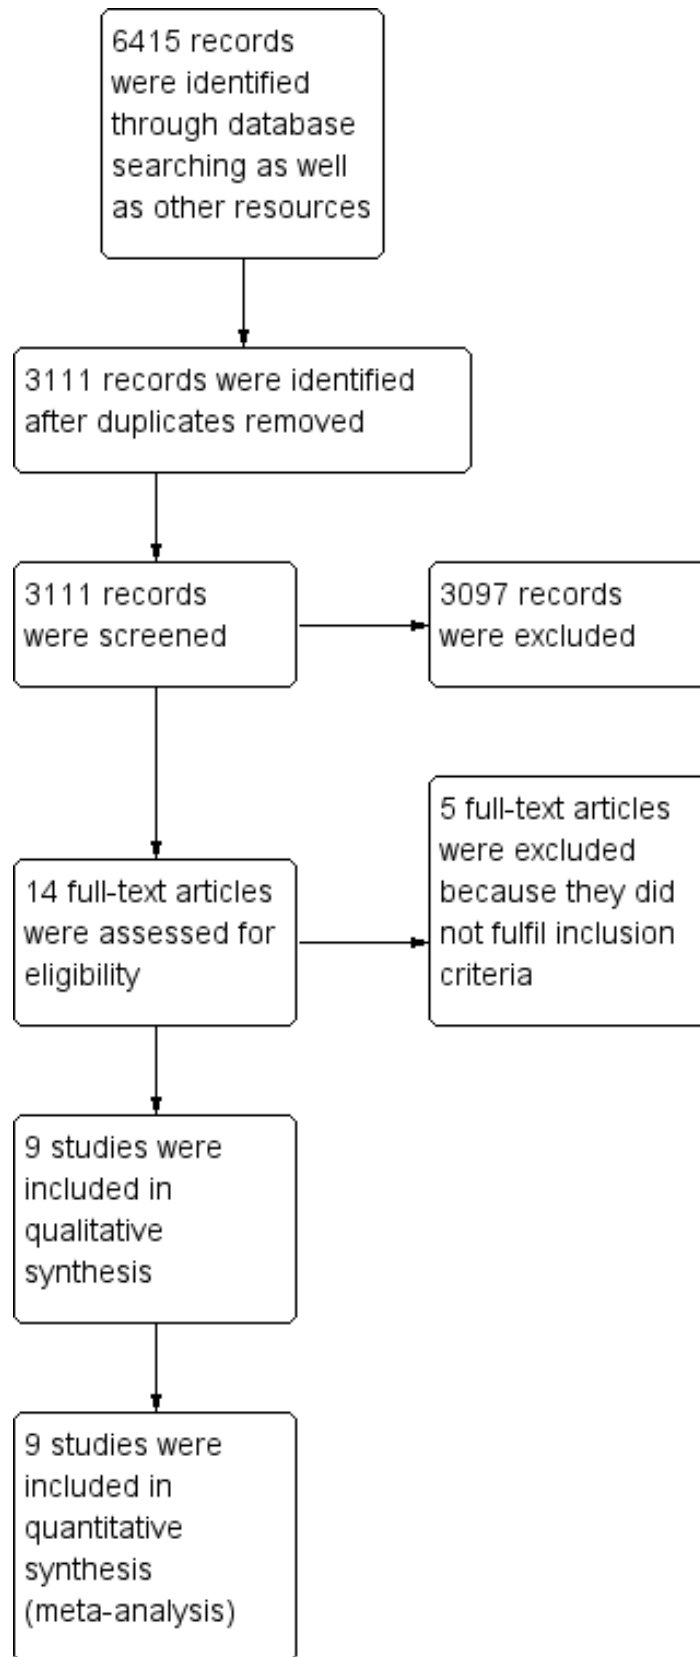 6415 records
were identified
through database
searching as well
as other resources
3111 records were identified
after duplicates removed
3111 records
were screened
3097 records
were excluded
14 full-text articles
were assessed for
eligibility
5 full-text articles
were excluded
because they did
not fulfil inclusion
criteria
9 studies were
included in
qualitative
synthesis
9 studies were
included in
quantitative
synthesis
(meta-analysis)